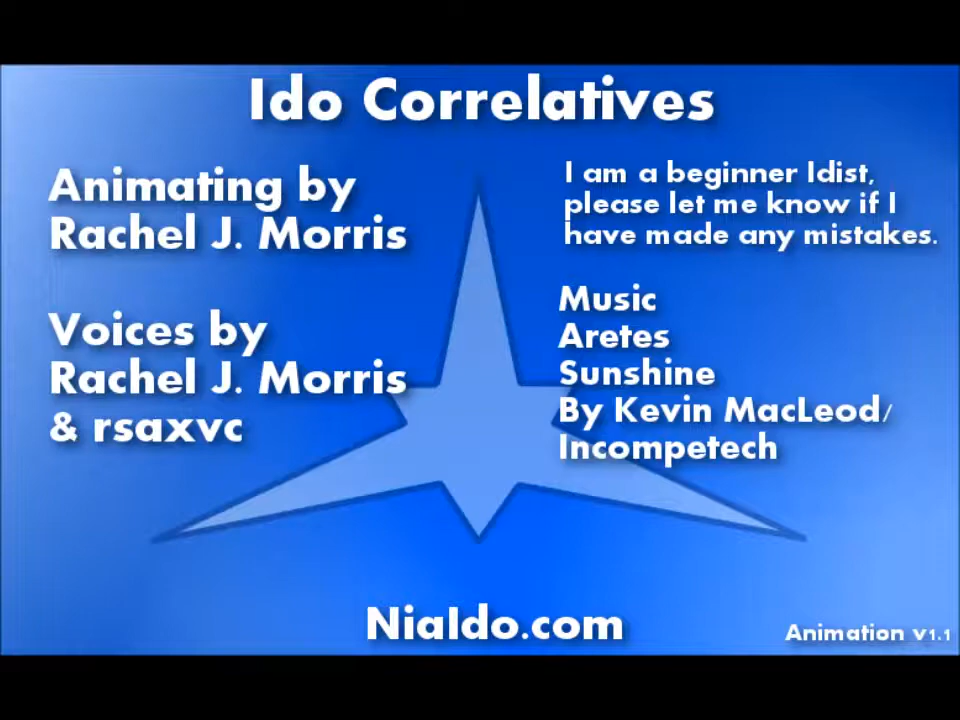 Ido Correlatives
Animating by
Rachel J. Morris
Voices by
Rachel J. Morris
& rsaxvc
I am a beginner Idist,
please let me know if I
have made any mistakes.
Music
Aretes
Sunshine
By Kevin MacLeod/
Incompetech
NiaIdo.com
Animation v1.1